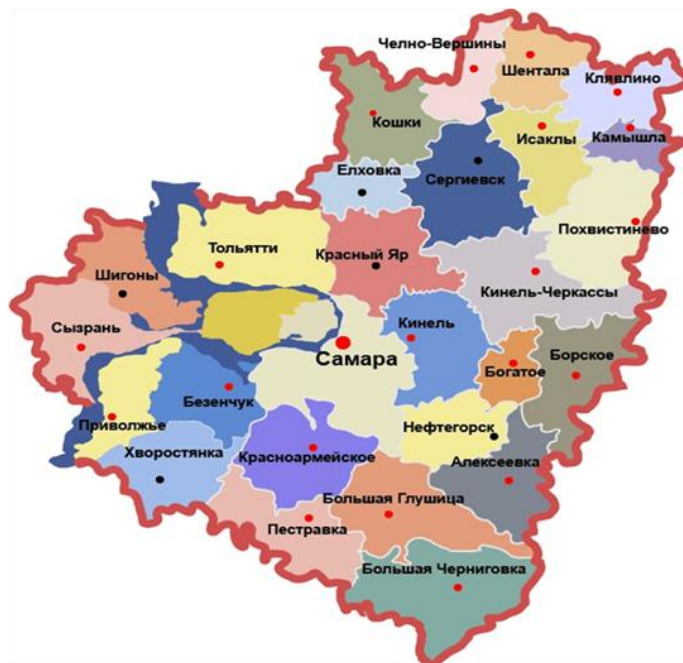 Челно-Вершины
Шентала
Клявлино
Кошки
Исаклы
Камышла
Елховка
Сергиевск
Похвистинево
Тольятти
Красный Яр
Шигоны
Кинель-Черкассы
Сызрань
Кинель
Самара
Борское
Богатое
Безенчук
Приволжье
Нефтегорск
Хворостянка
Красноармейское
Алексеевка
Большая Глушица
Пестравка
Большая Черниговка